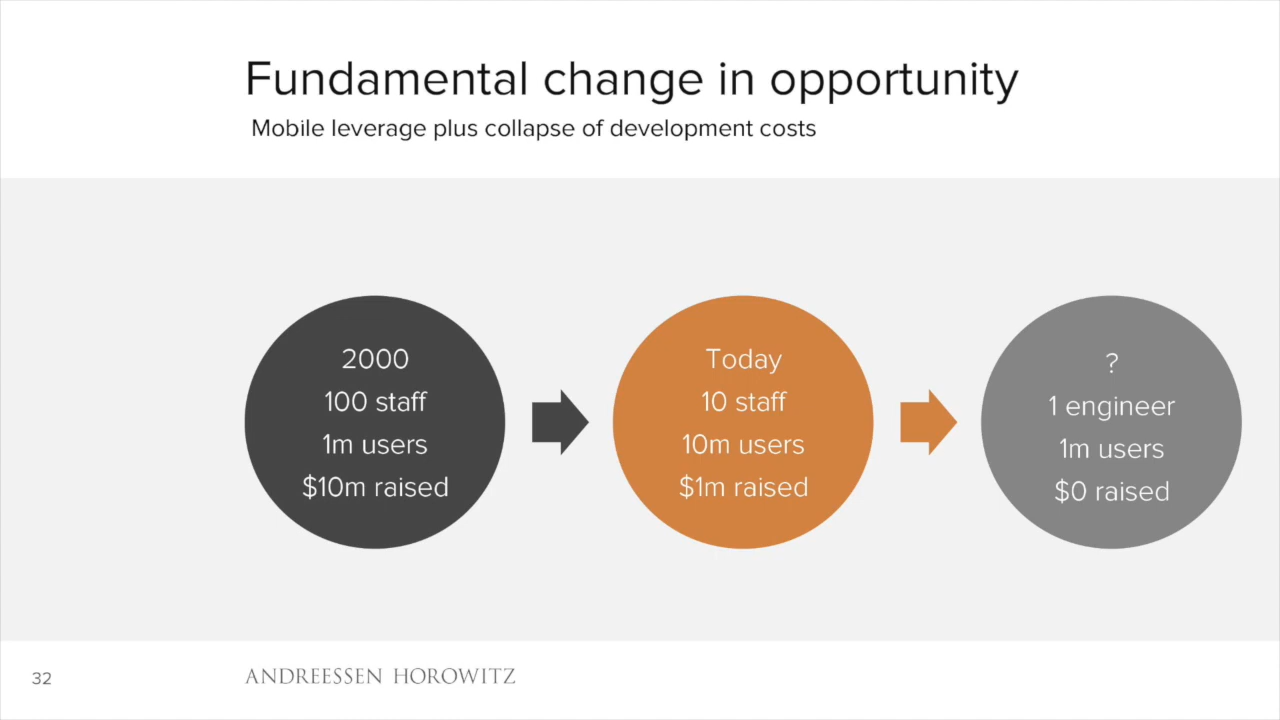 Fundamental change in opportunity
Mobile leverage plus collapse of development costs
2000
100 staff
1m users
$10m raised
Today
10 staff
10m users
$1m raised
?
1 engineer
1m users
$0 raised
32
ANDREESSEN HOROWITZ